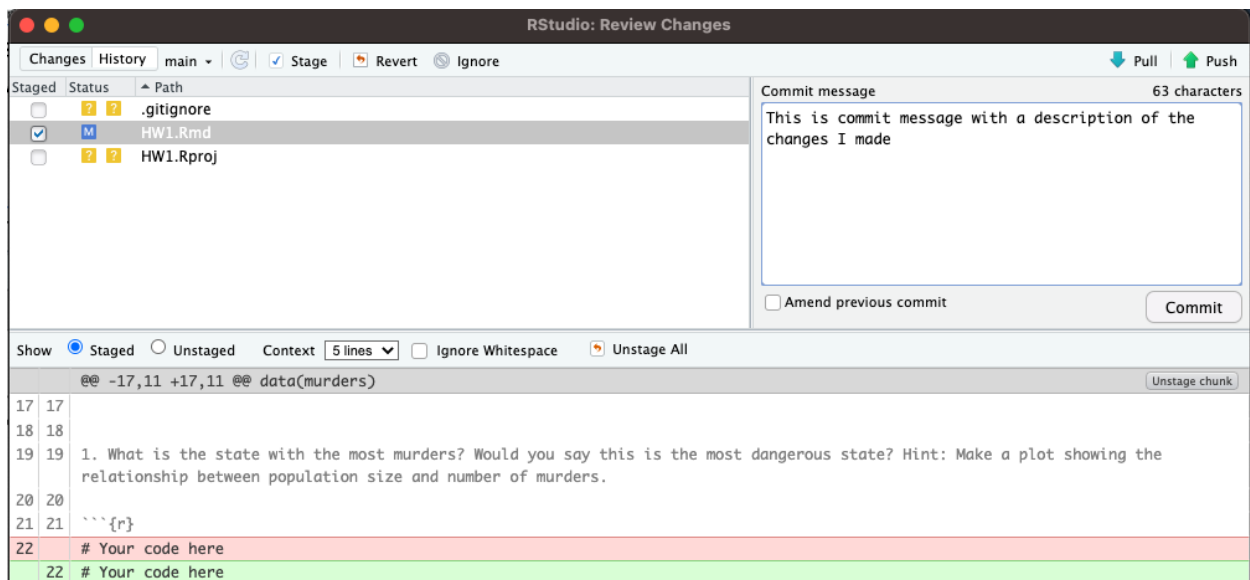 RStudio: Review Changes
Changes History main Stage Revert Ignore Pull Push
Staged Status Path
Commit message 63 characters
? ? .gitignore
M HW1.Rmd
? ? HW1.Rproj
This is commit message with a description of the
changes I made
Amend previous commit
Commit
Show Staged Unstaged Context 5 lines Ignore Whitespace Unstage All
@@ -17,11 +17,11 @@ data(murders) Unstage chunk
17 17
18 18
19 19 1. What is the state with the most murders? Would you say this is the most dangerous state? Hint: Make a plot showing the
relationship between population size and number of murders.
20 20
21 21 ```{r}
22 # Your code here
22 # Your code here